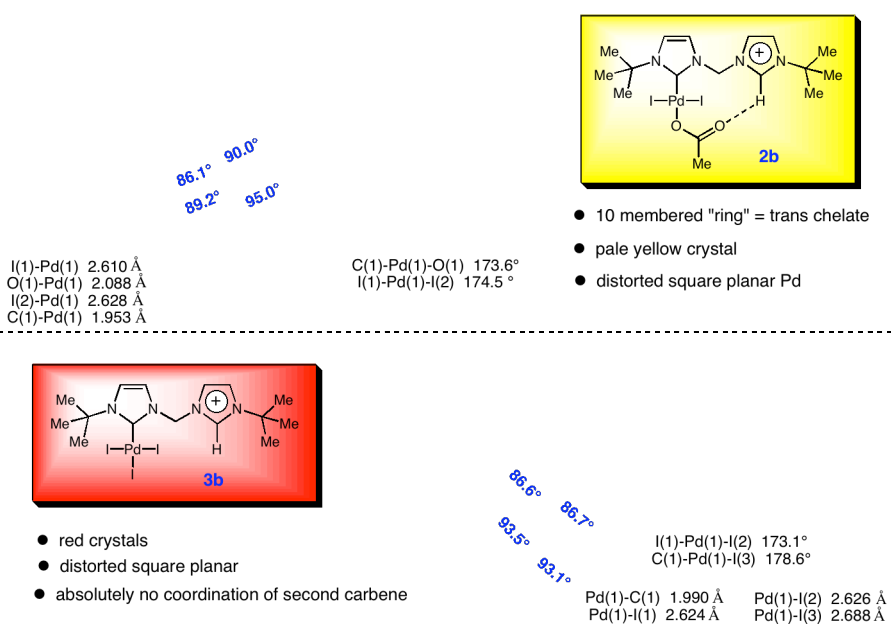 Me
Me
Me
N
N
N
N
+
Me
Me
Me
I
Pd
I
H
O
O
Me
2b
86.1°
90.0°
89.2°
95.0°
● 10 membered "ring" = trans chelate
● pale yellow crystal
● distorted square planar Pd
I(1)-Pd(1) 2.610 Å
O(1)-Pd(1) 2.088 Å
I(2)-Pd(1) 2.628 Å
C(1)-Pd(1) 1.953 Å
C(1)-Pd(1)-O(1) 173.6°
I(1)-Pd(1)-I(2) 174.5 °
Me
Me
Me
N
N
N
N
+
Me
Me
Me
I
Pd
I
H
I
3b
● red crystals
● distorted square planar
● absolutely no coordination of second carbene
86.6°
86.7°
93.5°
93.1°
I(1)-Pd(1)-I(2) 173.1°
C(1)-Pd(1)-I(3) 178.6°
Pd(1)-C(1) 1.990 Å Pd(1)-I(2) 2.626 Å
Pd(1)-I(1) 2.624 Å Pd(1)-I(3) 2.688 Å